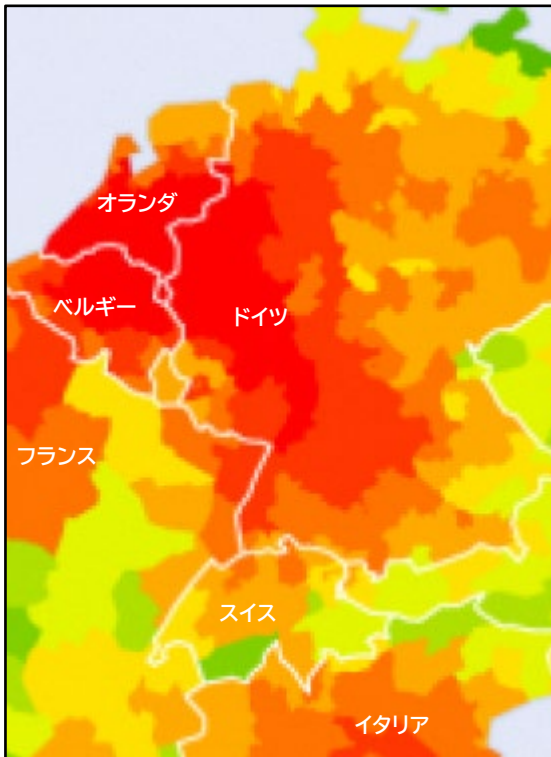 オランダ
ベルギー
ドイツ
フランス
スイス
イタリア